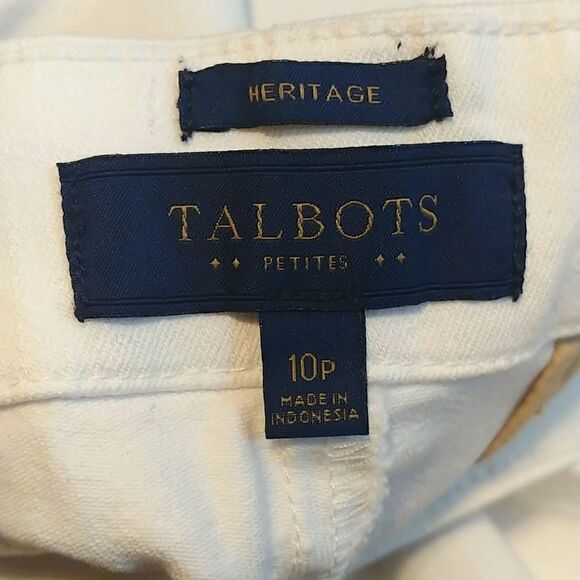 HERITAGE
TALBOTS
PETITES
10P
MADE IN
INDONESIA